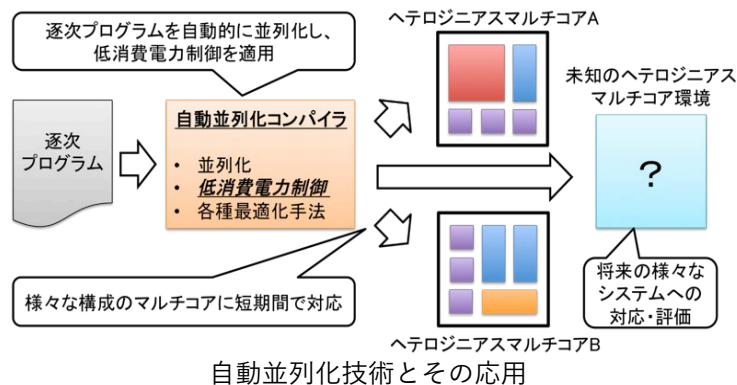 逐次プログラムを自動的に並列化し、
低消費電力制御を適用
逐次
プログラム
自動並列化コンパイラ
• 並列化
• 低消費電力制御
• 各種最適化手法
様々な構成のマルチコアに短期間で対応
ヘテロジニアスマルチコアA
ヘテロジニアスマルチコアB
未知のヘテロジニアス
マルチコア環境
?
将来の様々な
システムへの
対応・評価
自動並列化技術とその応用